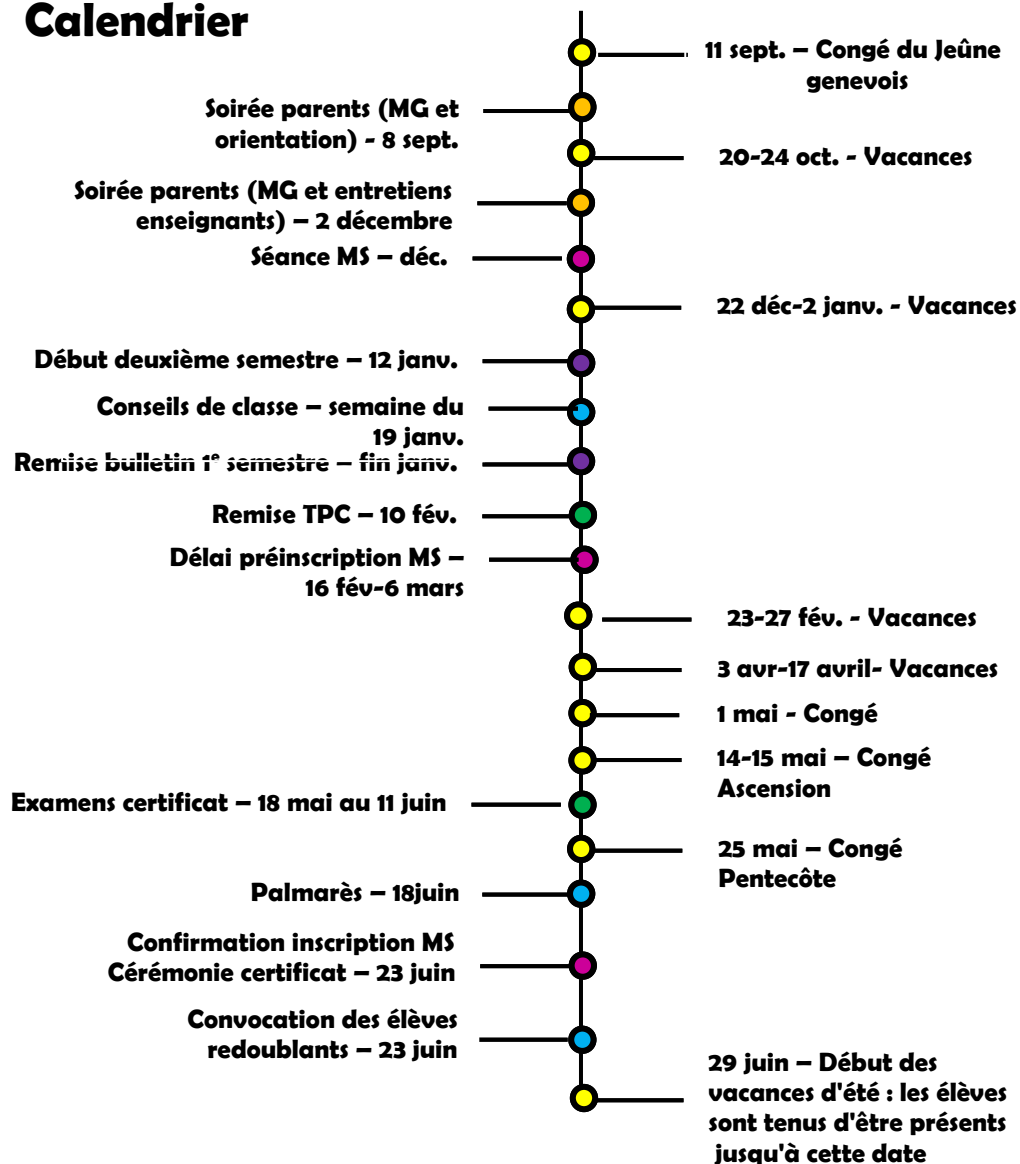 Calendrier
11 sept. – Congé du Jeûne
genevois
Soirée parents (MG et
orientation) - 8 sept.
20-24 oct. - Vacances
Soirée parents (MG et entretiens
enseignants) – 2 décembre
Séance MS – déc.
22 déc-2 janv. - Vacances
Début deuxième semestre – 12 janv.
Conseils de classe – semaine du
19 janv.
Remise bulletin 1e semestre – fin janv.
Remise TPC – 10 fév.
Délai préinscription MS –
16 fév-6 mars
23-27 fév. - Vacances
3 avr-17 avril- Vacances
1 mai - Congé
14-15 mai – Congé
Ascension
Examens certificat – 18 mai au 11 juin
25 mai – Congé
Pentecôte
Palmarès – 18juin
Confirmation inscription MS
Cérémonie certificat – 23 juin
Convocation des élèves
redoublants – 23 juin
29 juin – Début des
vacances d'été : les élèves
sont tenus d'être présents
jusqu'à cette date